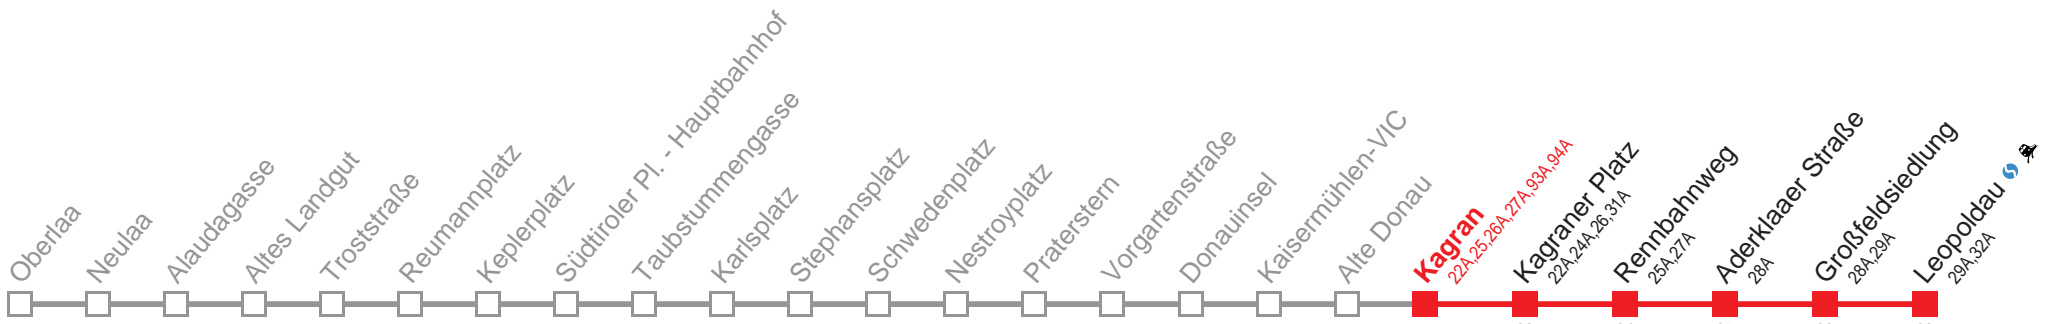 Oberlaa
Neulaa
Alaudagasse
Altes Landgut
Troststraße
Reumannplatz
Keplerplatz
Südtiroler Pl. - Hauptbahnhof
Taubstummengasse
Karlsplatz
Stephansplatz
Schwedenplatz
Nestroyplatz
Praterstern
Vorgartenstraße
Donauinsel
Kaisermühlen-VIC
Alte Donau
Kagran
22A,25,26A,27A,93A,94A
Kagraner Platz
22A,24A,26,31A
Rennbahnweg
25A,27A
Aderklaaer Straße
28A
Großfeldsiedlung
28A,29A
Leopoldau
29A,32A